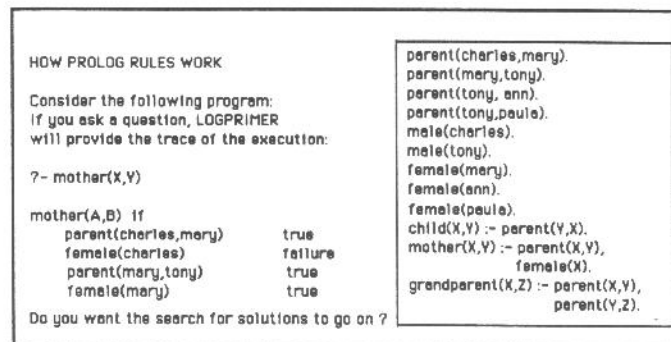 HOW PROLOG RULES WORK
Consider the following program:
If you ask a question, LOGPRIMER
will provide the trace of the execution:
?- mother(X,Y)
mother(A,B) if
parent(charles,mary) true
female(charles) failure
parent(mary,tony) true
female(mary) true
Do you want the search for solutions to go on ?
parent(charles,mary).
parent(mary,tony).
parent(tony, ann).
parent(tony,paula).
male(charles).
male(tony).
female(mary).
female(ann).
female(paula).
child(X,Y) :- parent(Y,X).
mother(X,Y) :- parent(X,Y),
female(X).
grandparent(X,Z) :- parent(X,Y),
parent(Y,Z).